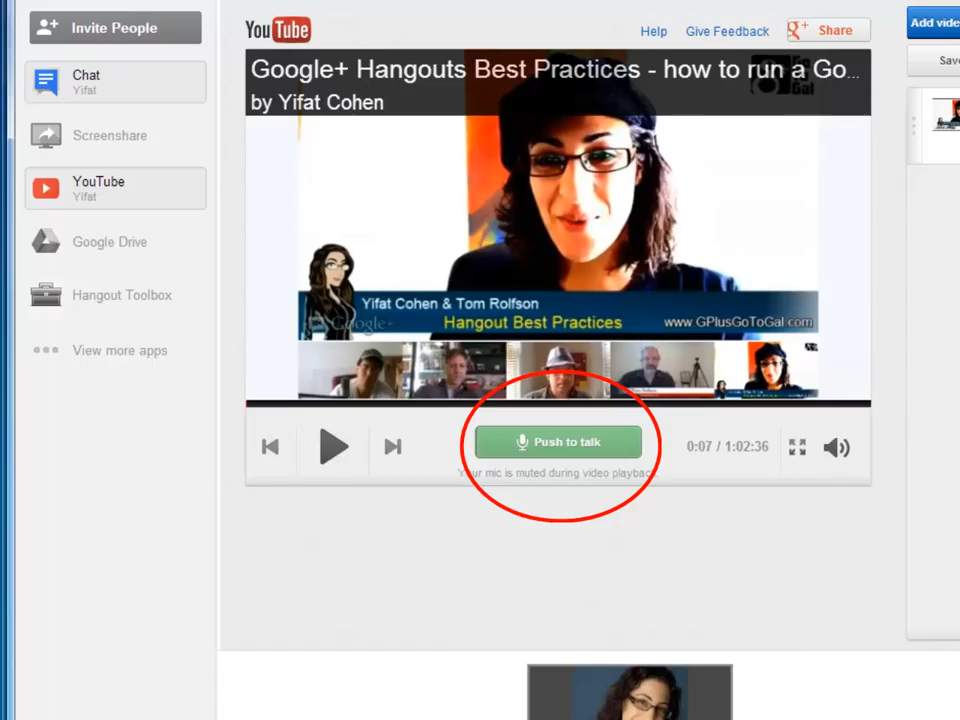 Invite People
Chat
Yifat
Screenshare
YouTube
Yifat
Google Drive
Hangout Toolbox
View more apps
YouTube
Help
Give Feedback
Share
Google+ Hangouts Best Practices - how to run a Go...
by Yifat Cohen
Yifat Cohen & Tom Rolfson
Google+
Hangout Best Practices
www GPlusGoToGal.com
Push to talk
Your mic is muted during video playback.
0:07 / 1:02:36
Add vide
Save